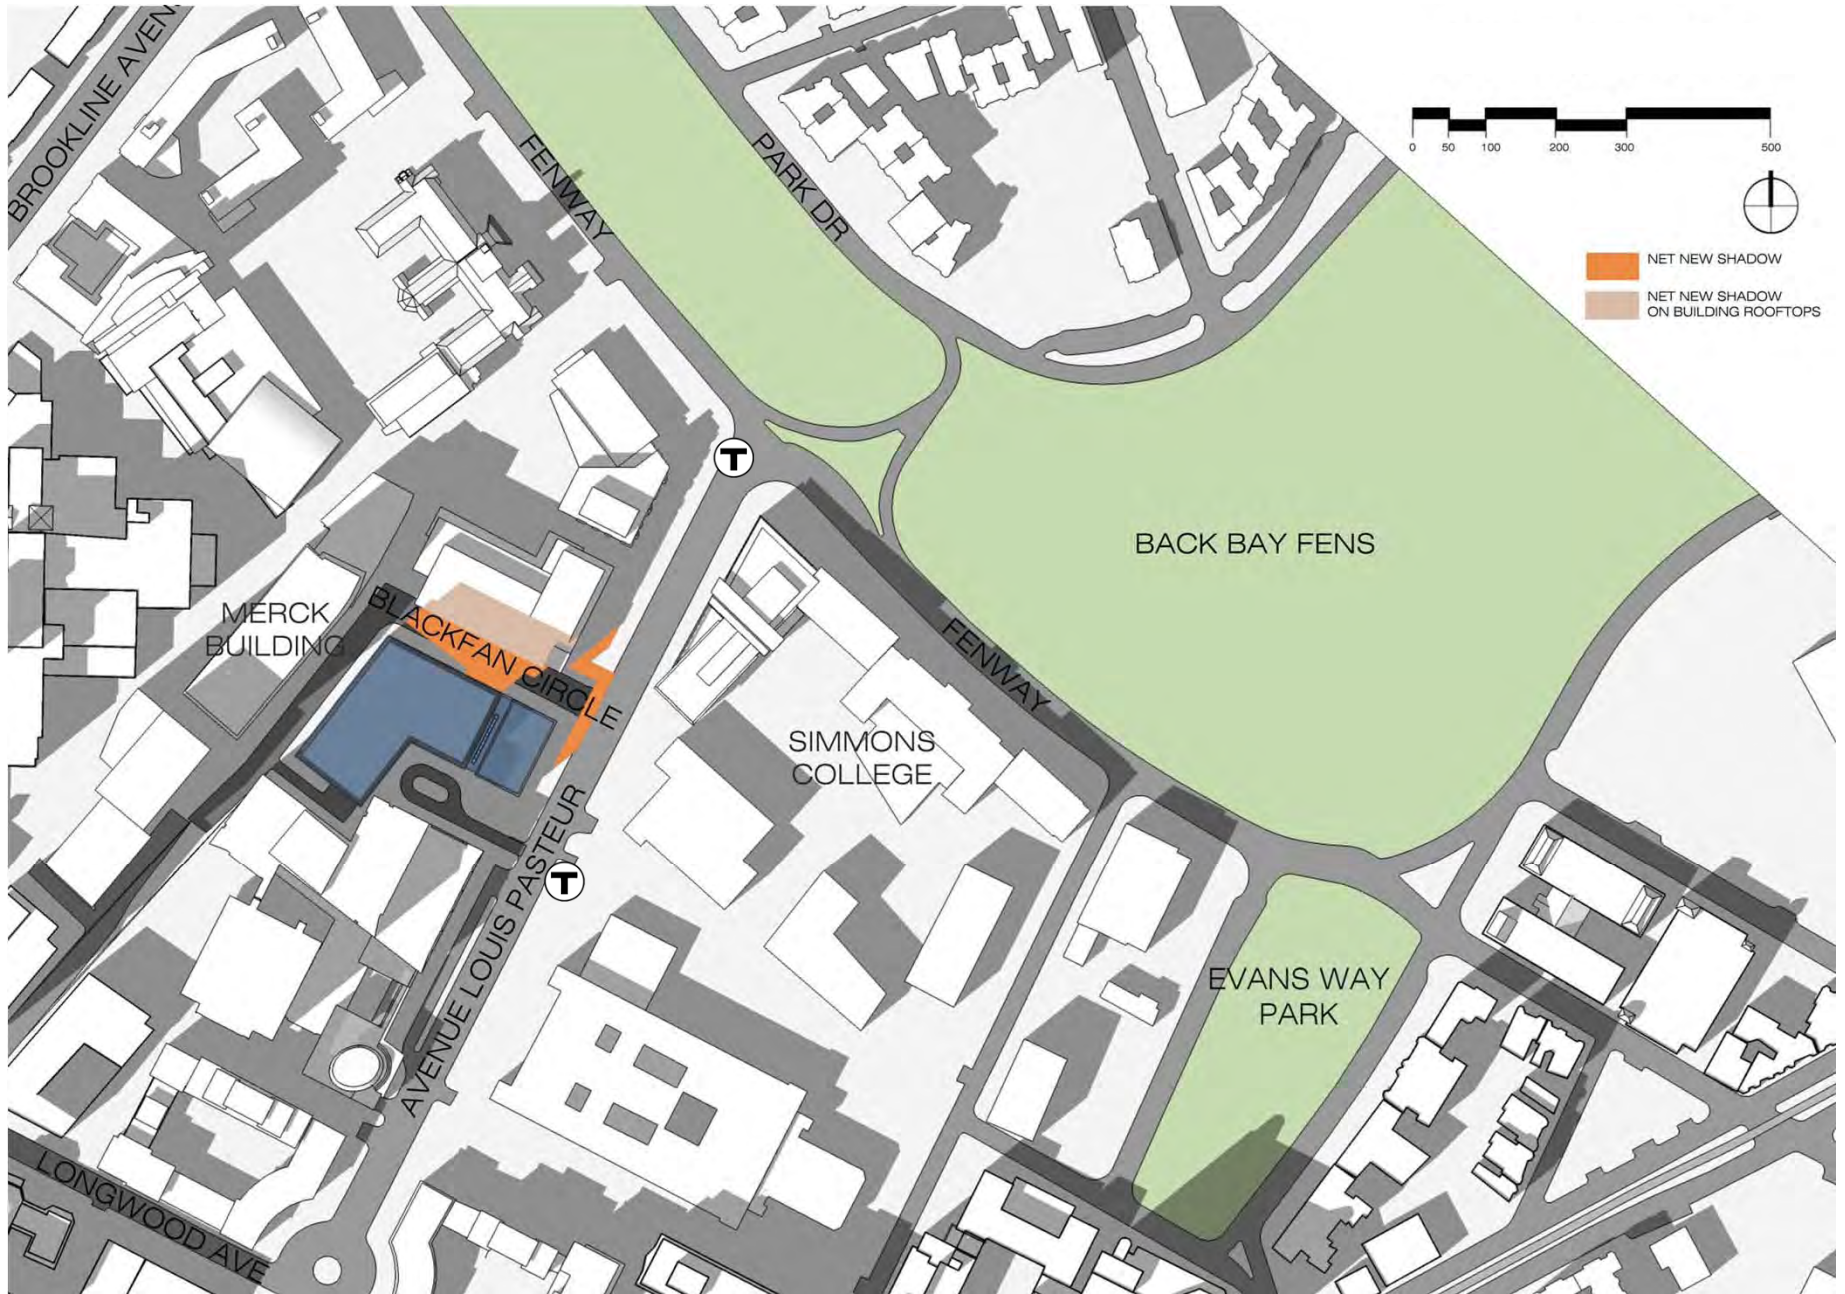 BROOKLINE AVEN
FENWAY
PARK DR
0 50 100 200 300 500
NET NEW SHADOW
NET NEW SHADOW
ON BUILDING ROOFTOPS
T
BACK BAY FENS
MERCK
BUILDING
BLACKFAN CIRCLE
FENWAY
SIMMONS
COLLEGE
T
AVENUE LOUIS PASTEUR
EVANS WAY
PARK
LONGWOOD AVE